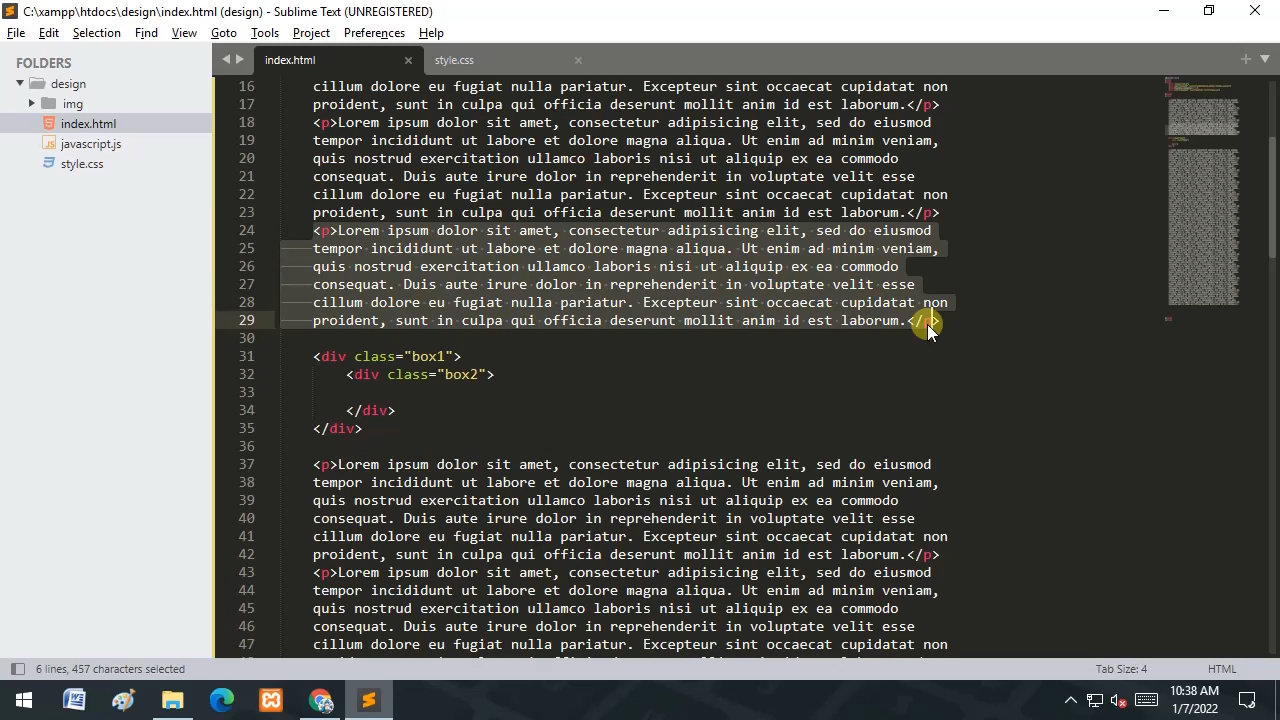 C:\xampp\htdocs\design\index.html (design) - Sublime Text (UNREGISTERED)
File Edit Selection Find View Goto Tools Project Preferences Help
FOLDERS
design
img
index.html
javascript.js
style.css
index.html style.css
16 cillum dolore eu fugiat nulla pariatur. Excepteur sint occaecat cupidatat non
17 proident, sunt in culpa qui officia deserunt mollit anim id est laborum.</p>
18 <p>Lorem ipsum dolor sit amet, consectetur adipisicing elit, sed do eiusmod
19 tempor incididunt ut labore et dolore magna aliqua. Ut enim ad minim veniam,
20 quis nostrud exercitation ullamco laboris nisi ut aliquip ex ea commodo
21 consequat. Duis aute irure dolor in reprehenderit in voluptate velit esse
22 cillum dolore eu fugiat nulla pariatur. Excepteur sint occaecat cupidatat non
23 proident, sunt in culpa qui officia deserunt mollit anim id est laborum.</p>
24 <p>Lorem ipsum dolor sit amet, consectetur adipisicing elit, sed do eiusmod
25 tempor incididunt ut labore et dolore magna aliqua. Ut enim ad minim veniam,
26 quis nostrud exercitation ullamco laboris nisi ut aliquip ex ea commodo
27 consequat. Duis aute irure dolor in reprehenderit in voluptate velit esse
28 cillum dolore eu fugiat nulla pariatur. Excepteur sint occaecat cupidatat non
29 proident, sunt in culpa qui officia deserunt mollit anim id est laborum.</p>
30
31 <div class="box1">
32 <div class="box2">
33
34 </div>
35 </div>
36
37 <p>Lorem ipsum dolor sit amet, consectetur adipisicing elit, sed do eiusmod
38 tempor incididunt ut labore et dolore magna aliqua. Ut enim ad minim veniam,
39 quis nostrud exercitation ullamco laboris nisi ut aliquip ex ea commodo
40 consequat. Duis aute irure dolor in reprehenderit in voluptate velit esse
41 cillum dolore eu fugiat nulla pariatur. Excepteur sint occaecat cupidatat non
42 proident, sunt in culpa qui officia deserunt mollit anim id est laborum.</p>
43 <p>Lorem ipsum dolor sit amet, consectetur adipisicing elit, sed do eiusmod
44 tempor incididunt ut labore et dolore magna aliqua. Ut enim ad minim veniam,
45 quis nostrud exercitation ullamco laboris nisi ut aliquip ex ea commodo
46 consequat. Duis aute irure dolor in reprehenderit in voluptate velit esse
47 cillum dolore eu fugiat nulla pariatur. Excepteur sint occaecat cupidatat non
6 lines, 457 characters selected Tab Size: 4 HTML
10:38 AM
1/7/2022